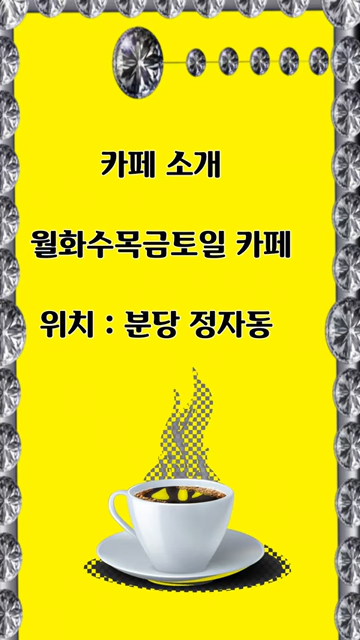 카페 소개
월화수목금토일 카페
위치 : 분당 정자동